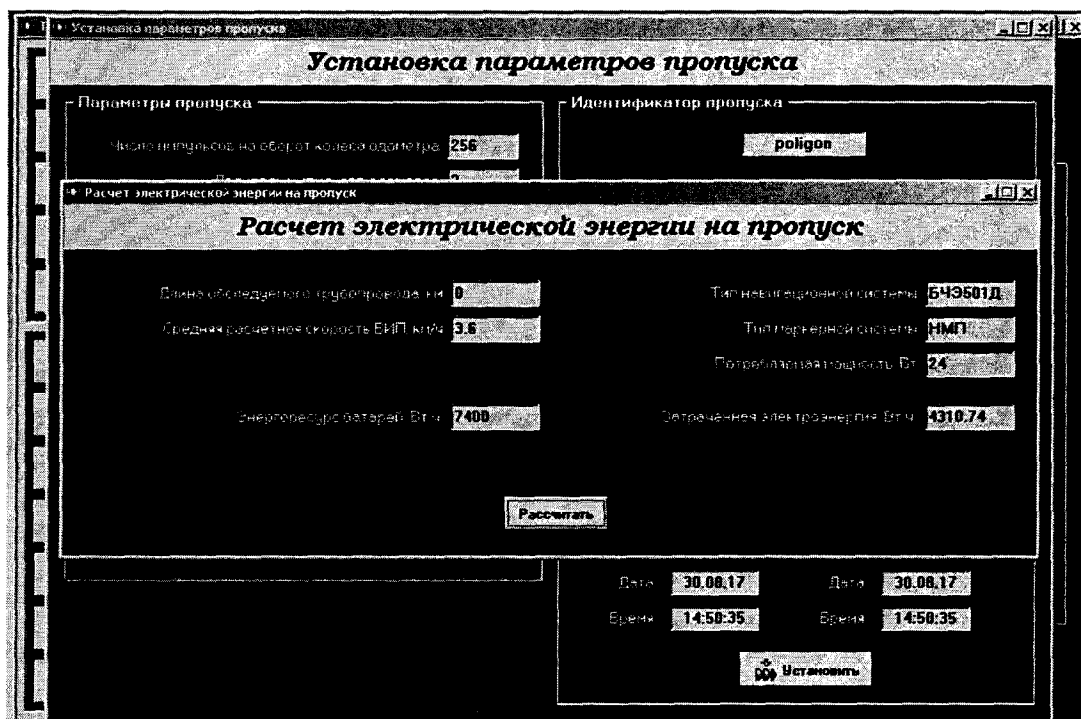 Установка параметров пропуска
Установка параметров пропуска
Параметры пропуска
Идентификатор пропуска
Число импульсов на оборот колеса одометра 256
poligon
Расчет электрической энергии на пропуск
Расчет электрической энергии на пропуск
Длина обследуемого трубопровода, км 0
Тип навигационной системы БЧЭ501Д
Средняя расчетная скорость ВИП, км/ч 3.6
Тип маркерной системы НМП
Потребляемая мощность, Вт 24
Энергоресурс батарей, Вт ч 7400
Затраченная электроэнергия, Вт ч 4310.74
Рассчитать
Дата 30.08.17 Дата 30.08.17
Время 14:50:35 Время 14:50:35
Установить